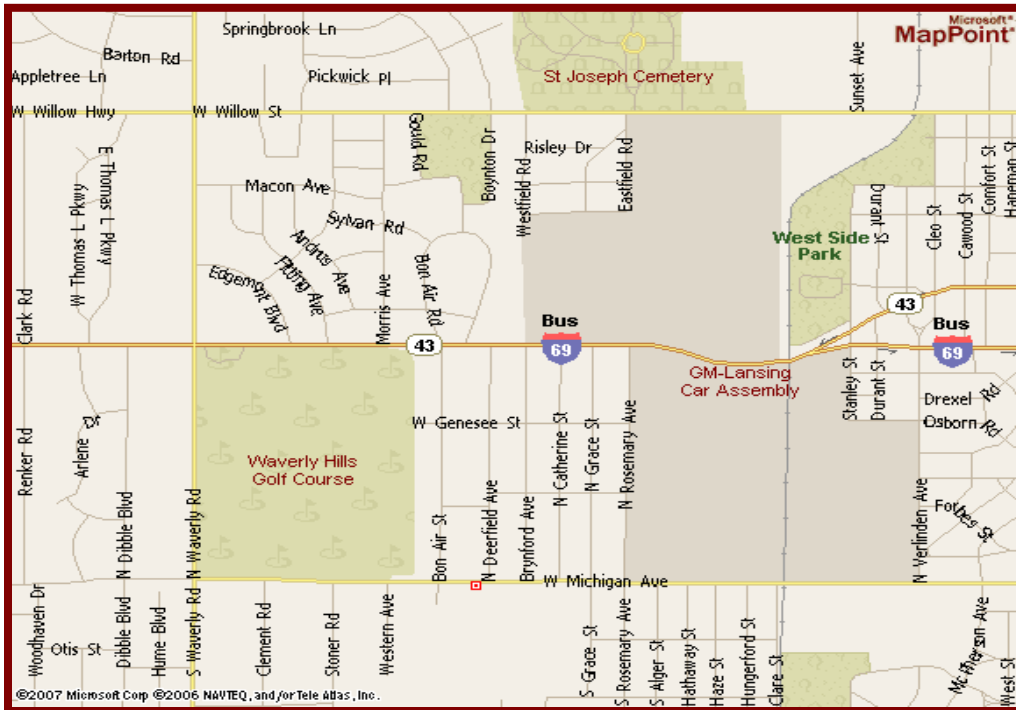 Microsoft®
MapPoint®
Springbrook Ln
Barton Rd
Appletree Ln
Pickwick Pl
St Joseph Cemetery
Sunset Ave
W Willow Hwy
W Willow St
Gould Rd
Boynton Dr
Westfield Rd
Risley Dr
Eastfield Rd
E Thomas L Pkwy
W Thomas L Pkwy
Macon Ave
Sylvan Rd
Andrus Ave
Fitting Ave
Edgemont Blvd
Morris Ave
Bon Air Rd
Durant St
Cleo St
Cawood St
Comfort St
Haneman St
West Side
Park
Clark Rd
43
Bus
69
43
Bus
69
GM-Lansing
Car Assembly
Stanley St
Durant St
Drexel Rd
Osborn Rd
Renker Rd
Arlene Dr
W Genesee St
Waverly Hills
Golf Course
N Dibble Blvd
N Waverly Rd
Bon Air St
N Deerfield Ave
Brynford Ave
N Catherine St
N Grace St
N Rosemary Ave
N Verlinden Ave
Forbes St
W Michigan Ave
Woodhaven Dr
Otis St
Dibble Blvd
Hume Blvd
S Waverly Rd
Clement Rd
Stoner Rd
Western Ave
S Grace St
S Rosemary Ave
S Alger St
Hathaway St
Haze St
Hungerford St
Clare St
McPherson Ave
West St
©2007 Microsoft Corp ©2006 NAVTEQ, and/or Tele Atlas, Inc.